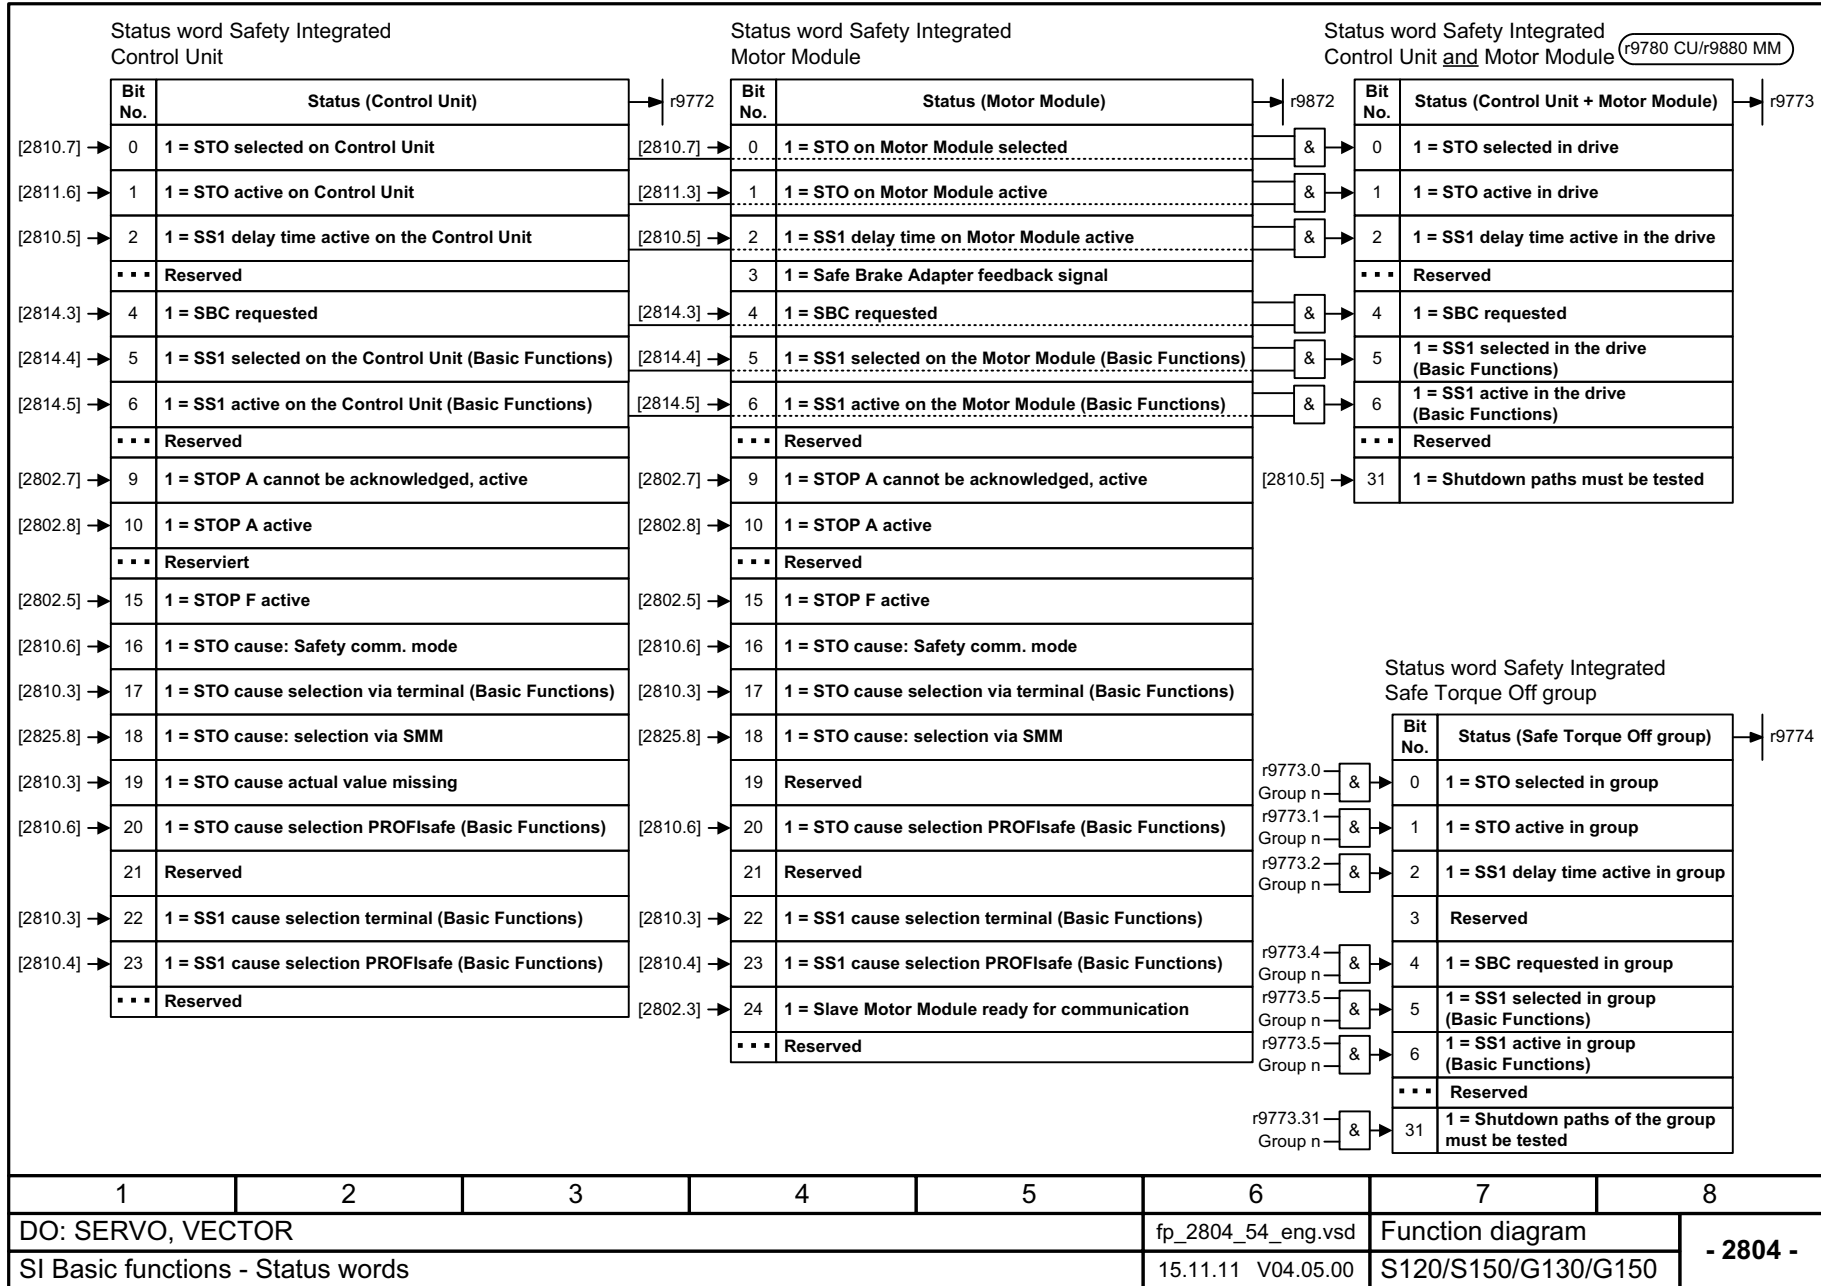 Status word Safety Integrated
Control Unit
Bit No. Status (Control Unit) r9772
[2810.7] 0 1 = STO selected on Control Unit
[2811.6] 1 1 = STO active on Control Unit
[2810.5] 2 1 = SS1 delay time active on the Control Unit
Reserved
[2814.3] 4 1 = SBC requested
[2814.4] 5 1 = SS1 selected on the Control Unit (Basic Functions)
[2814.5] 6 1 = SS1 active on the Control Unit (Basic Functions)
Reserved
[2802.7] 9 1 = STOP A cannot be acknowledged, active
[2802.8] 10 1 = STOP A active
Reserviert
[2802.5] 15 1 = STOP F active
[2810.6] 16 1 = STO cause: Safety comm. mode
[2810.3] 17 1 = STO cause selection via terminal (Basic Functions)
[2825.8] 18 1 = STO cause: selection via SMM
[2810.3] 19 1 = STO cause actual value missing
[2810.6] 20 1 = STO cause selection PROFIsafe (Basic Functions)
21 Reserved
[2810.3] 22 1 = SS1 cause selection terminal (Basic Functions)
[2810.4] 23 1 = SS1 cause selection PROFIsafe (Basic Functions)
Reserved
Status word Safety Integrated
Motor Module
Bit No. Status (Motor Module) r9872
[2810.7] 0 1 = STO on Motor Module selected
[2811.3] 1 1 = STO on Motor Module active
[2810.5] 2 1 = SS1 delay time on Motor Module active
3 1 = Safe Brake Adapter feedback signal
[2814.3] 4 1 = SBC requested
[2814.4] 5 1 = SS1 selected on the Motor Module (Basic Functions)
[2814.5] 6 1 = SS1 active on the Motor Module (Basic Functions)
Reserved
[2802.7] 9 1 = STOP A cannot be acknowledged, active
[2802.8] 10 1 = STOP A active
Reserved
[2802.5] 15 1 = STOP F active
[2810.6] 16 1 = STO cause: Safety comm. mode
[2810.3] 17 1 = STO cause selection via terminal (Basic Functions)
[2825.8] 18 1 = STO cause: selection via SMM
19 Reserved
[2810.6] 20 1 = STO cause selection PROFIsafe (Basic Functions)
21 Reserved
[2810.3] 22 1 = SS1 cause selection terminal (Basic Functions)
[2810.4] 23 1 = SS1 cause selection PROFIsafe (Basic Functions)
[2802.3] 24 1 = Slave Motor Module ready for communication
Reserved
Status word Safety Integrated
Control Unit and Motor Module r9780 CU/r9880 MM
Bit No. Status (Control Unit + Motor Module) r9773
& 0 1 = STO selected in drive
& 1 1 = STO active in drive
& 2 1 = SS1 delay time active in the drive
Reserved
& 4 1 = SBC requested
& 5 1 = SS1 selected in the drive
(Basic Functions)
& 6 1 = SS1 active in the drive
(Basic Functions)
Reserved
[2810.5] 31 1 = Shutdown paths must be tested
Status word Safety Integrated
Safe Torque Off group
Bit No. Status (Safe Torque Off group) r9774
r9773.0
Group n & 0 1 = STO selected in group
r9773.1
Group n & 1 1 = STO active in group
r9773.2
Group n & 2 1 = SS1 delay time active in group
3 Reserved
r9773.4
Group n & 4 1 = SBC requested in group
r9773.5 1 = SS1 selected in group
Group n & 5 (Basic Functions)
r9773.5 1 = SS1 active in group
Group n & 6 (Basic Functions)
Reserved
r9773.31 1 = Shutdown paths of the group
Group n & 31 must be tested
1 2 3 4 5 6 7 8
DO: SERVO, VECTOR fp_2804_54_eng.vsd Function diagram - 2804 -
SI Basic functions - Status words 15.11.11 V04.05.00 S120/S150/G130/G150